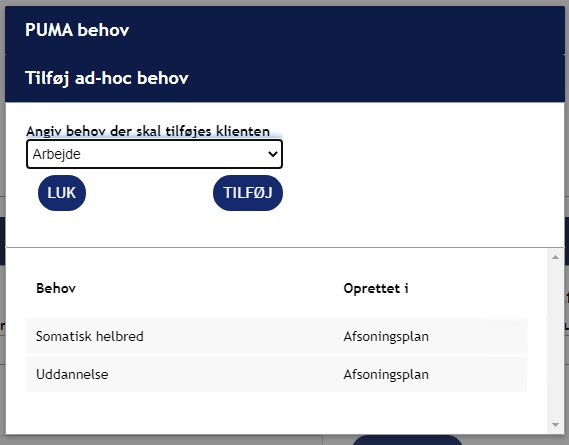 PUMA behov
Tilføj ad-hoc behov
Angiv behov der skal tilføjes klienten
Arbejde
LUK TILFØJ
Behov Oprettet i
Somatisk helbred Afsoningsplan
Uddannelse Afsoningsplan